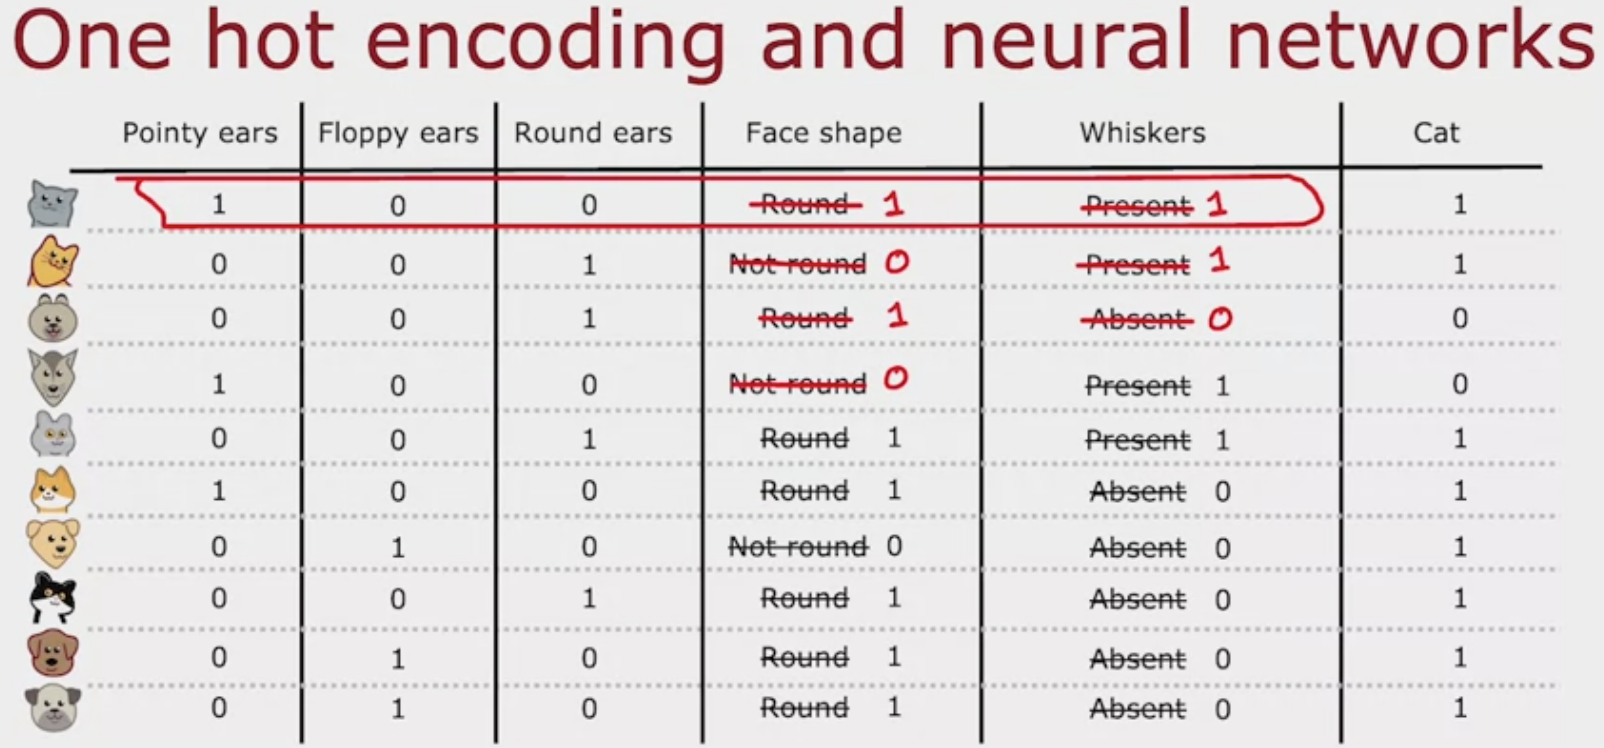 One hot encoding and neural networks
Pointy ears Floppy ears Round ears Face shape Whiskers Cat
1 0 0 Round 1 Present 1 1
0 0 1 Not round 0 Present 1 1
0 0 1 Round 1 Absent 0 0
1 0 0 Not round 0 Present 1 0
0 0 1 Round 1 Present 1 1
1 0 0 Round 1 Absent 0 1
0 1 0 Not round 0 Absent 0 1
0 0 1 Round 1 Absent 0 1
0 1 0 Round 1 Absent 0 1
0 1 0 Round 1 Absent 0 1